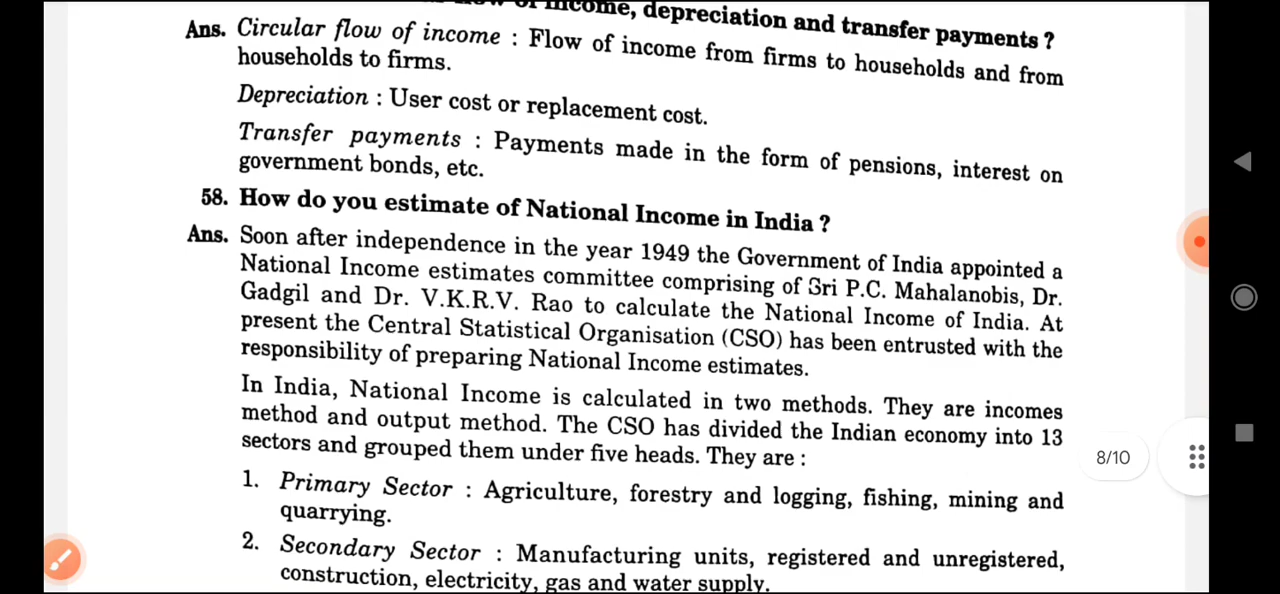 income, depreciation and transfer payments ?
Ans. Circular flow of income : Flow of income from firms to households and from
households to firms.
Depreciation : User cost or replacement cost.
Transfer payments : Payments made in the form of pensions, interest on
government bonds, etc.
58. How do you estimate of National Income in India ?
Ans. Soon after independence in the year 1949 the Government of India appointed a
National Income estimates committee comprising of Sri P.C. Mahalanobis, Dr.
Gadgil and Dr. V.K.R.V. Rao to calculate the National Income of India. At
present the Central Statistical Organisation (CSO) has been entrusted with the
responsibility of preparing National Income estimates.
In India, National Income is calculated in two methods. They are incomes
method and output method. The CSO has divided the Indian economy into 13
sectors and grouped them under five heads. They are :
8/10
1. Primary Sector : Agriculture, forestry and logging, fishing, mining and
quarrying.
2. Secondary Sector : Manufacturing units, registered and unregistered,
construction, electricity, gas and water supply.